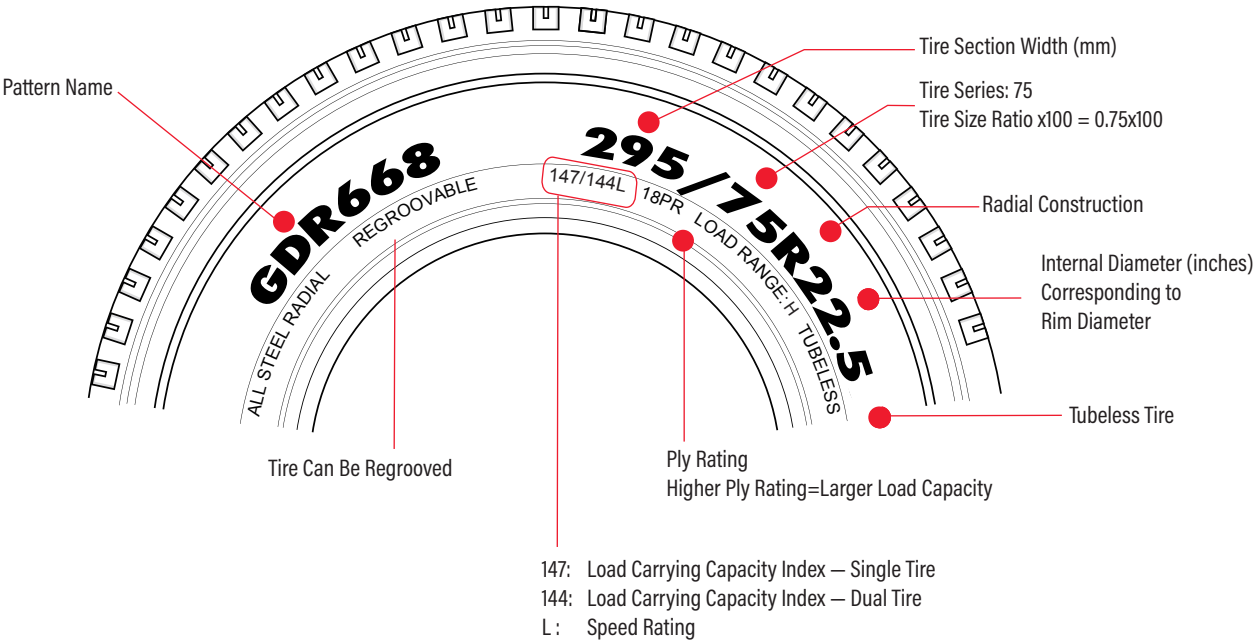 Pattern Name
Tire Section Width (mm)
Tire Series: 75
Tire Size Ratio x100 = 0.75x100
Radial Construction
Internal Diameter (inches)
Corresponding to
Rim Diameter
Tubeless Tire
GDR668
295/75R22.5
ALL STEEL RADIAL REGROOVABLE 147/144L 18PR LOAD RANGE: H TUBELESS
Tire Can Be Regrooved
Ply Rating
Higher Ply Rating=Larger Load Capacity
147: Load Carrying Capacity Index — Single Tire
144: Load Carrying Capacity Index — Dual Tire
L : Speed Rating